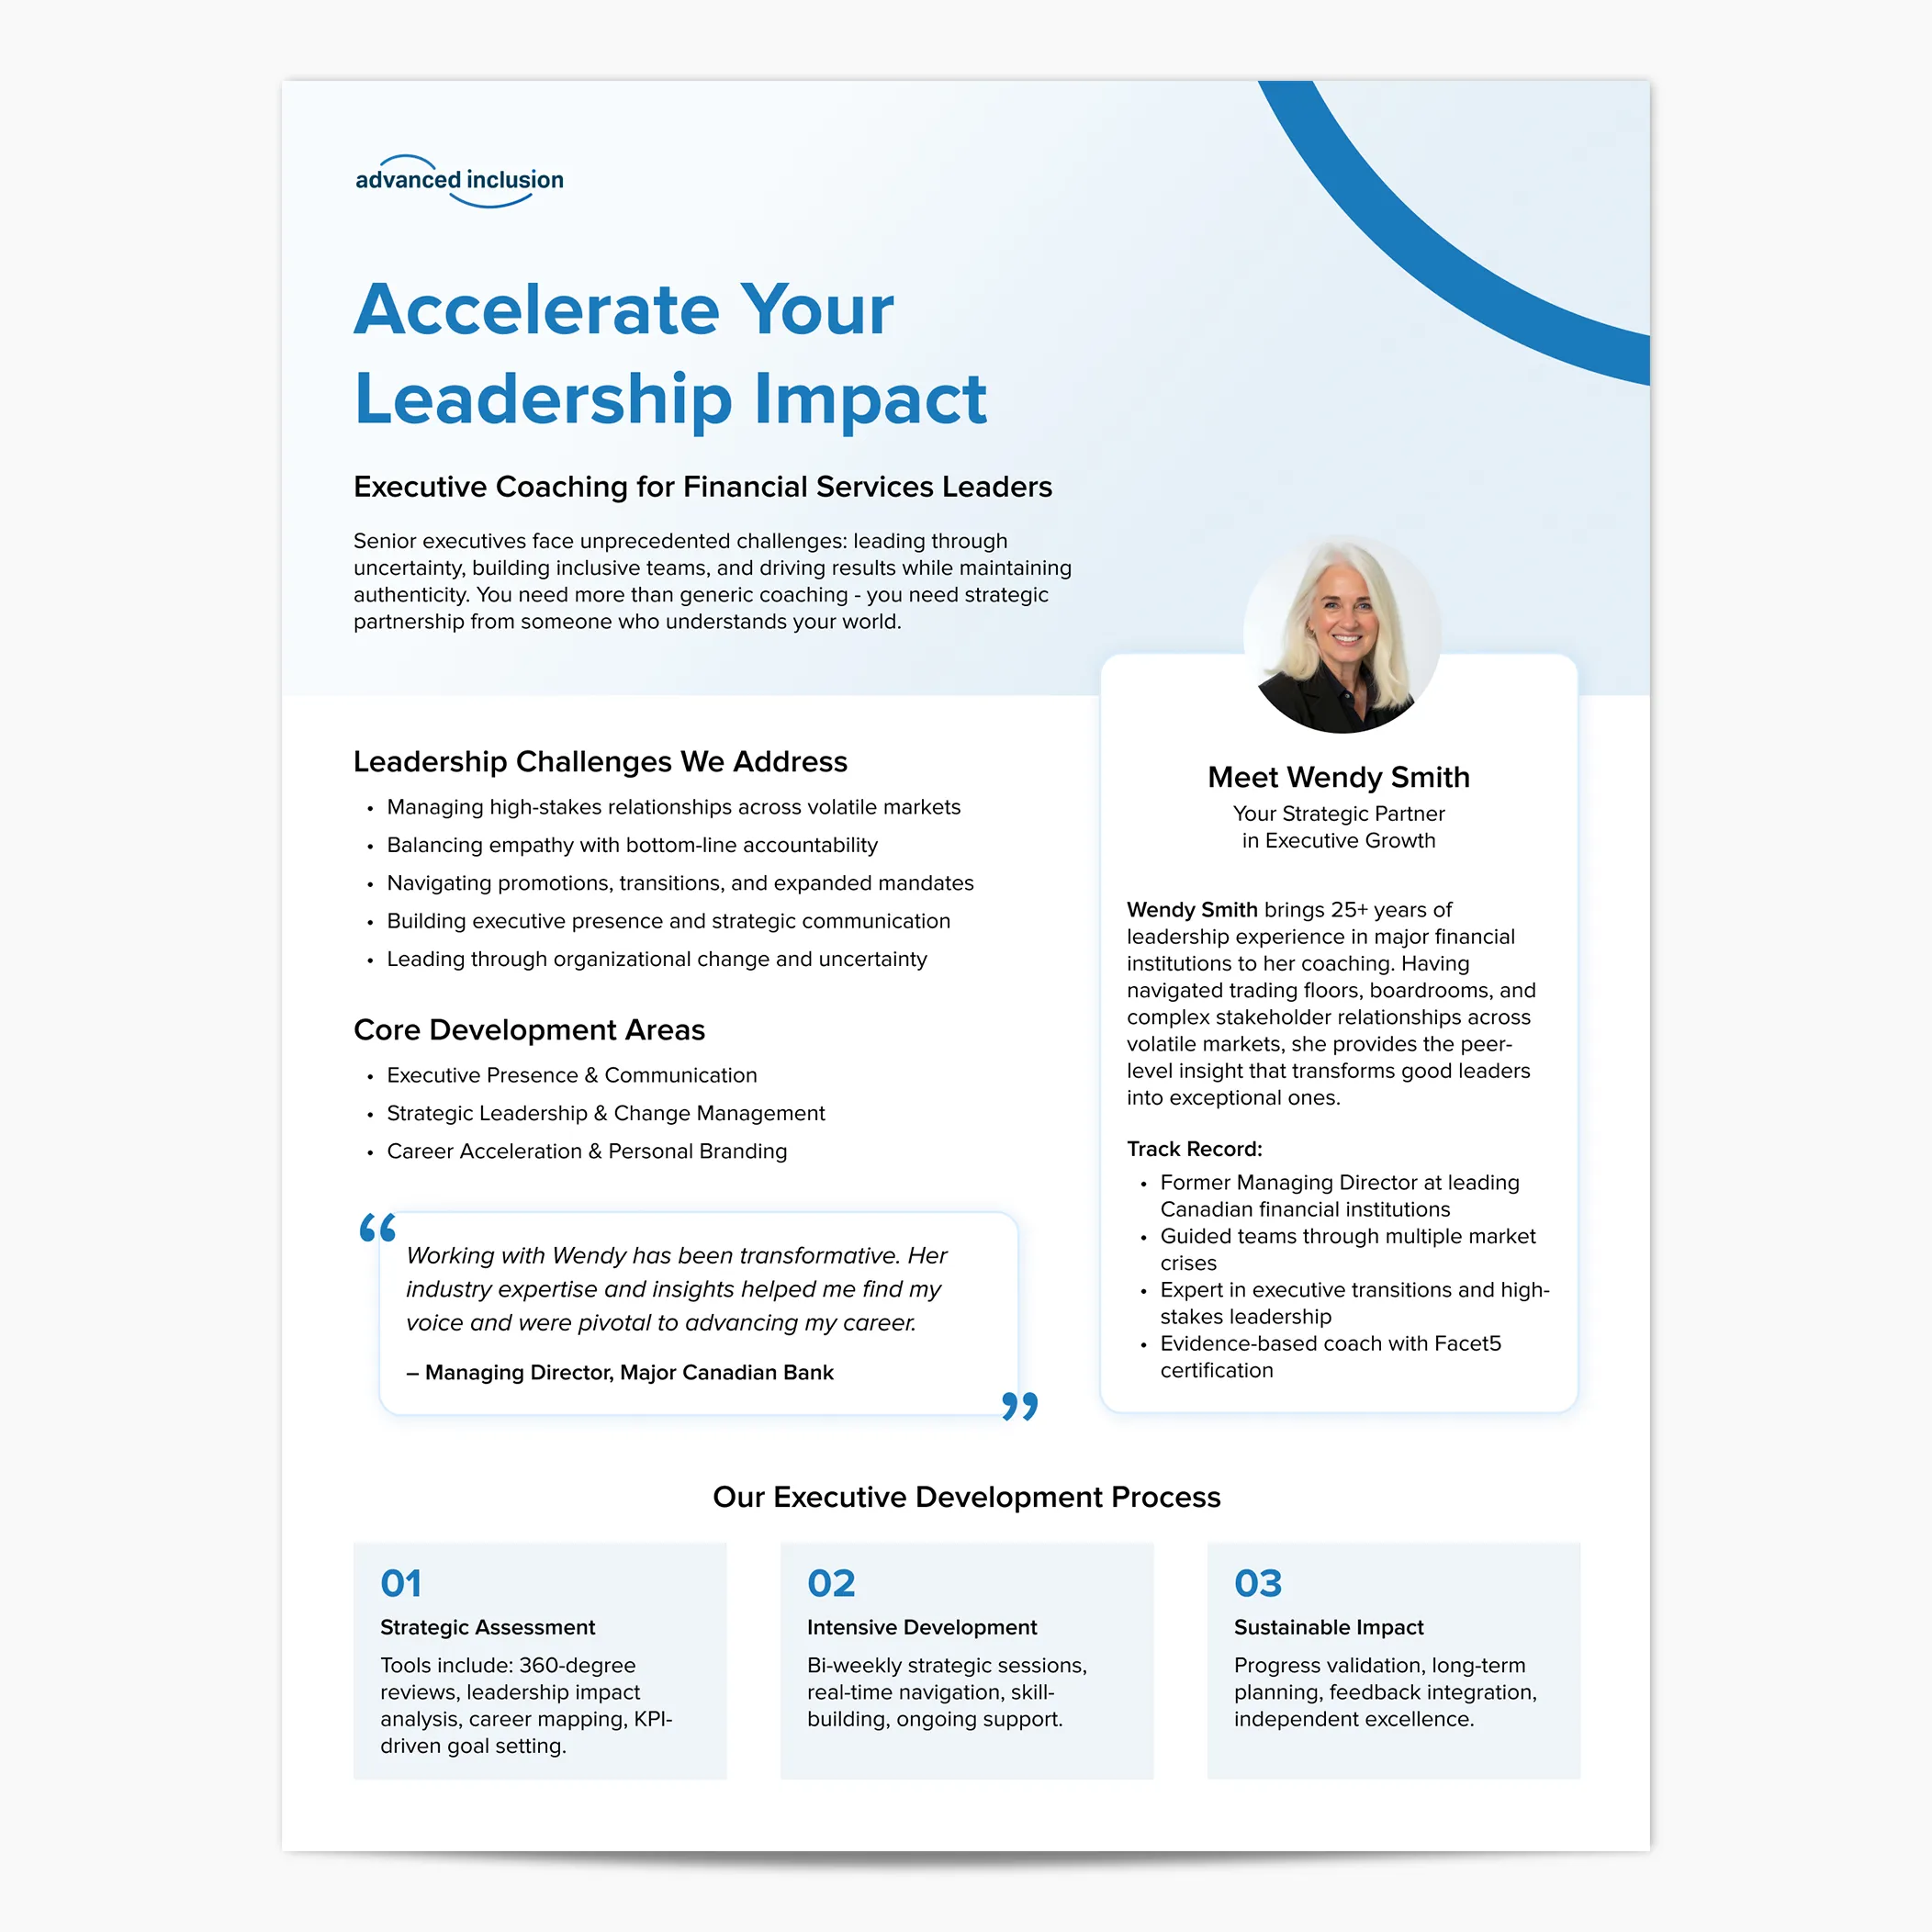 advanced inclusion
Accelerate Your
Leadership Impact
Executive Coaching for Financial Services Leaders
Senior executives face unprecedented challenges: leading through
uncertainty, building inclusive teams, and driving results while maintaining
authenticity. You need more than generic coaching - you need strategic
partnership from someone who understands your world.
Leadership Challenges We Address
• Managing high-stakes relationships across volatile markets
• Balancing empathy with bottom-line accountability
• Navigating promotions, transitions, and expanded mandates
• Building executive presence and strategic communication
• Leading through organizational change and uncertainty
Core Development Areas
• Executive Presence & Communication
• Strategic Leadership & Change Management
• Career Acceleration & Personal Branding
“
Working with Wendy has been transformative. Her
industry expertise and insights helped me find my
voice and were pivotal to advancing my career.
– Managing Director, Major Canadian Bank
”
Meet Wendy Smith
Your Strategic Partner
in Executive Growth
Wendy Smith brings 25+ years of
leadership experience in major financial
institutions to her coaching. Having
navigated trading floors, boardrooms, and
complex stakeholder relationships across
volatile markets, she provides the peer-
level insight that transforms good leaders
into exceptional ones.
Track Record:
• Former Managing Director at leading
Canadian financial institutions
• Guided teams through multiple market
crises
• Expert in executive transitions and high-
stakes leadership
• Evidence-based coach with Facet5
certification
Our Executive Development Process
01
Strategic Assessment
Tools include: 360-degree
reviews, leadership impact
analysis, career mapping, KPI-
driven goal setting.
02
Intensive Development
Bi-weekly strategic sessions,
real-time navigation, skill-
building, ongoing support.
03
Sustainable Impact
Progress validation, long-term
planning, feedback integration,
independent excellence.